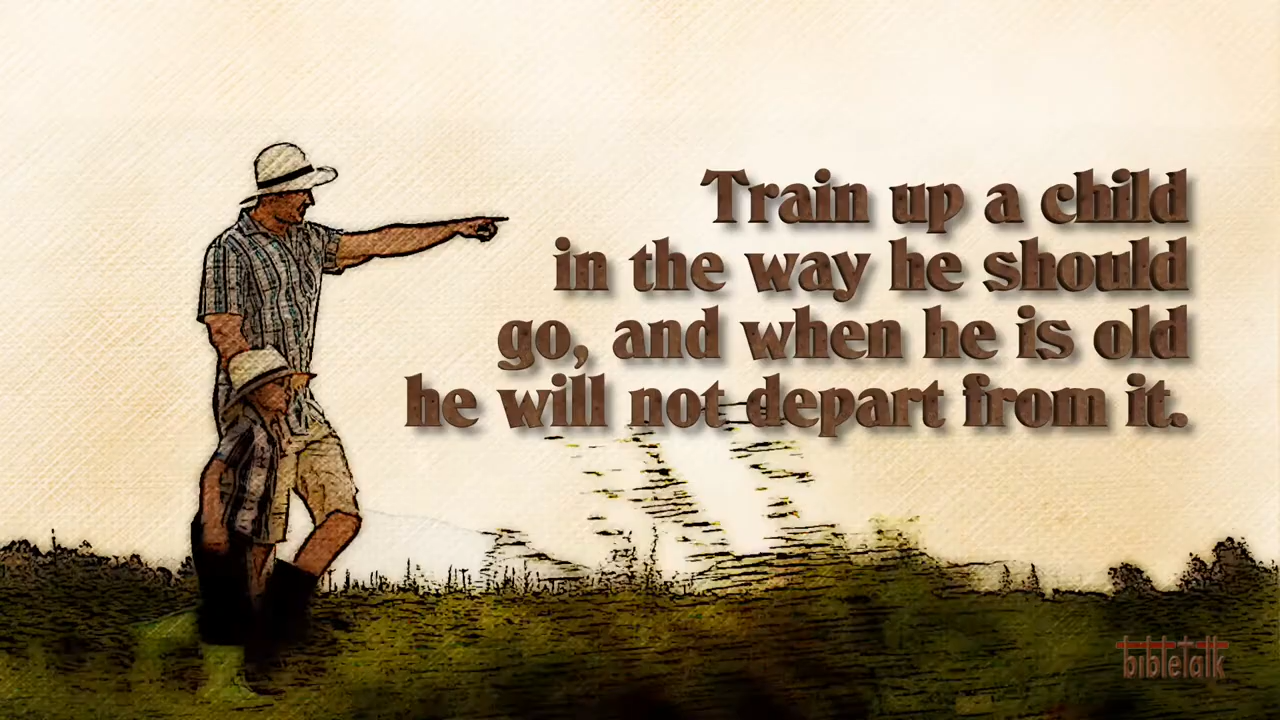 Train up a child
in the way he should
go, and when he is old
he will not depart from it.
bibletalk